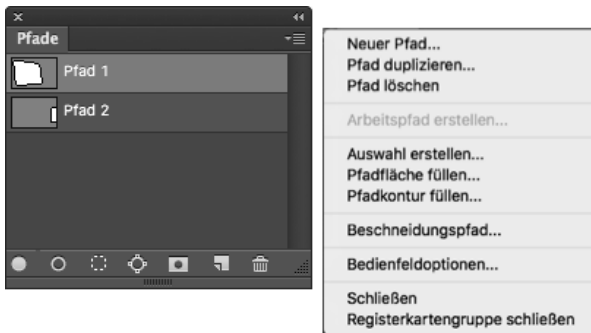 Pfade
Pfad 1
Pfad 2
Neuer Pfad...
Pfad duplizieren...
Pfad löschen
Arbeitspfad erstellen...
Auswahl erstellen...
Pfadfläche füllen...
Pfadkontur füllen...
Beschneidungspfad...
Bedienfeldoptionen...
Schließen
Registerkartengruppe schließen